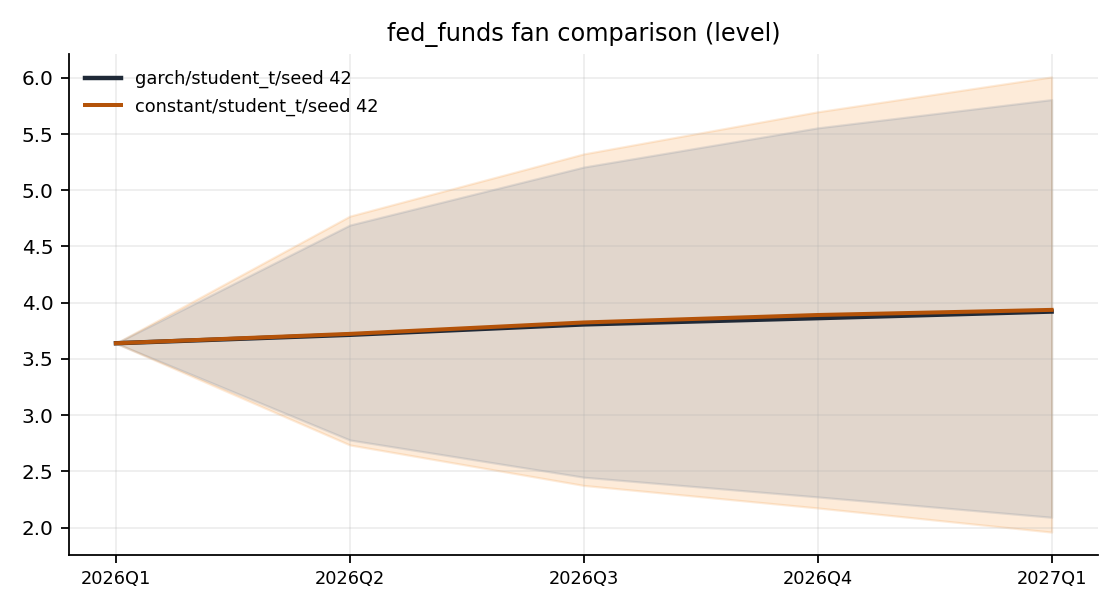 fed_funds fan comparison (level)
garch/student_t/seed 42
constant/student_t/seed 42
6.0
5.5
5.0
4.5
4.0
3.5
3.0
2.5
2.0
2026Q1 2026Q2 2026Q3 2026Q4 2027Q1